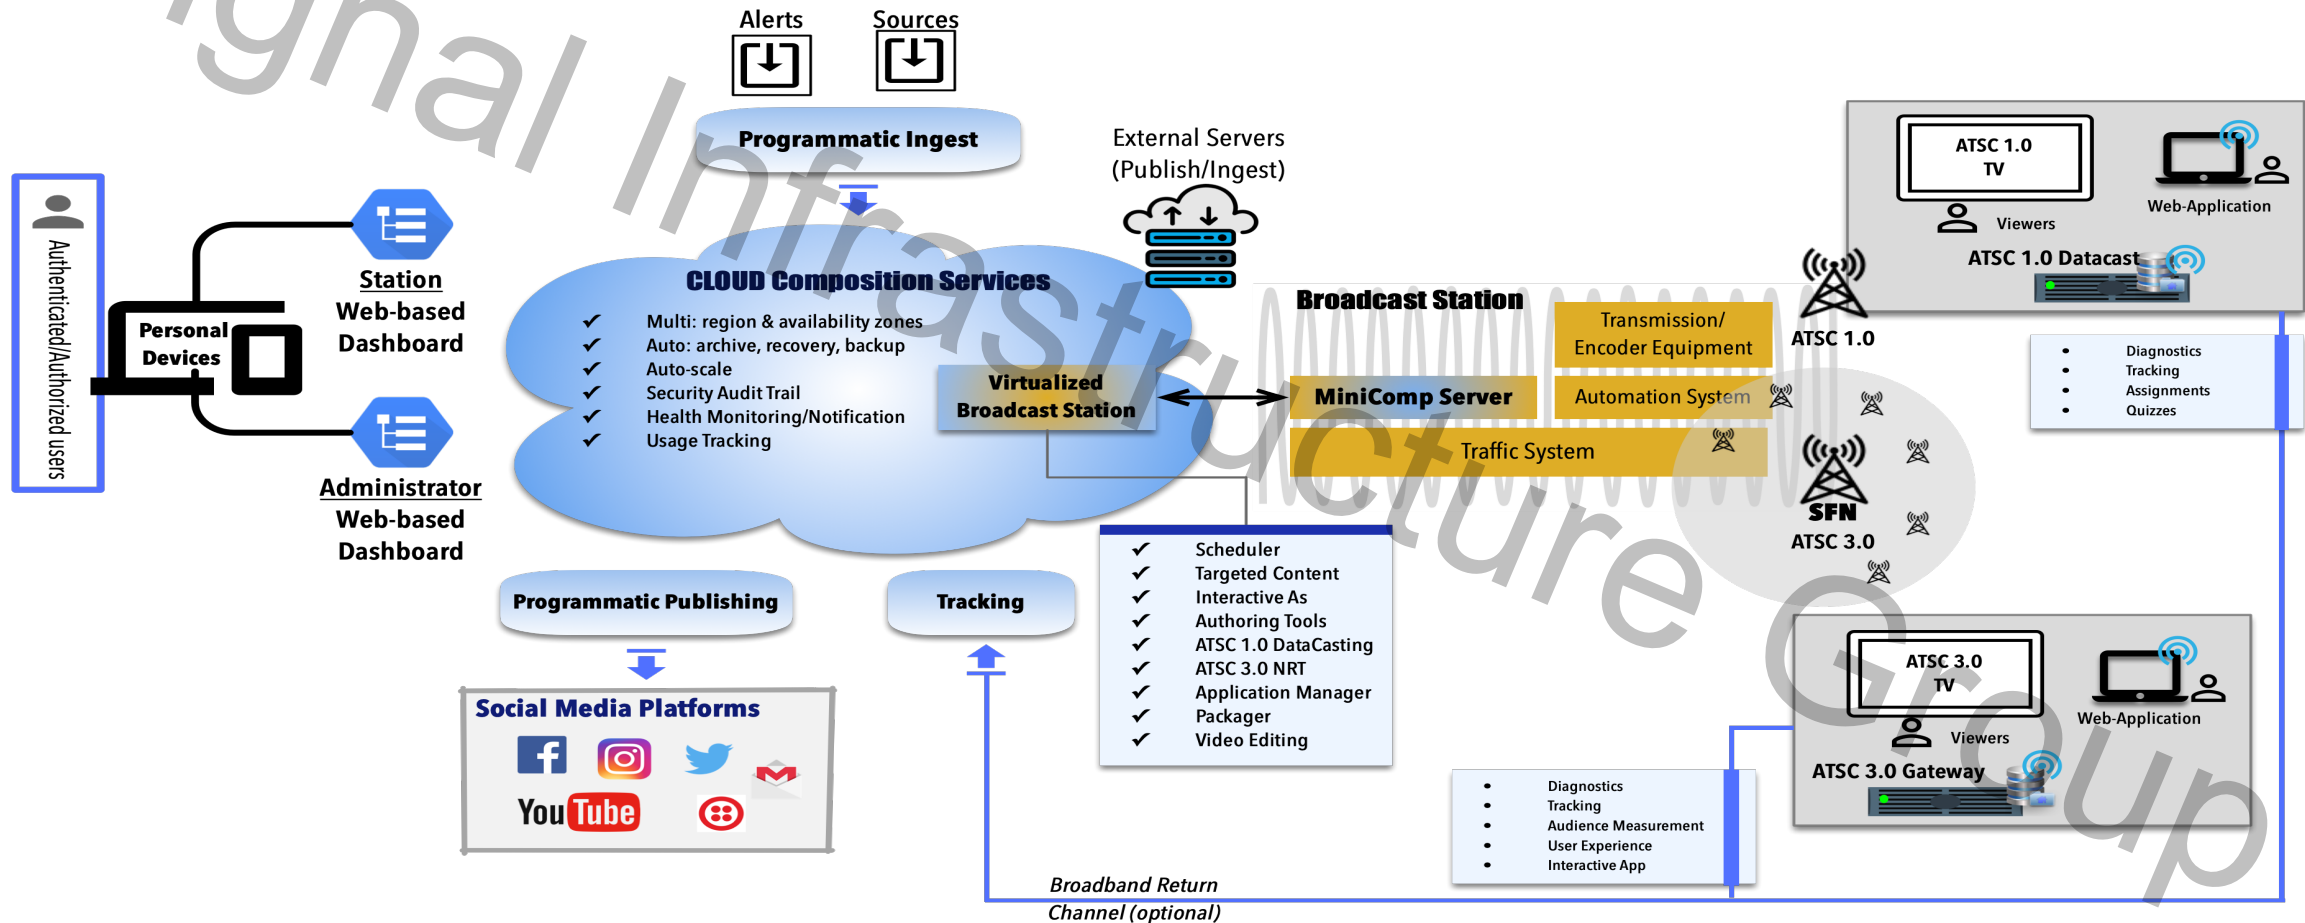 Alerts
Sources
Programmatic Ingest
External Servers
(Publish/Ingest)
Authenticated/Authorized users
Personal
Devices
Station
Web-based
Dashboard
Administrator
Web-based
Dashboard
CLOUD Composition Services
✓ Multi: region & availability zones
✓ Auto: archive, recovery, backup
✓ Auto-scale
✓ Security Audit Trail
✓ Health Monitoring/Notification
✓ Usage Tracking
Virtualized
Broadcast Station
Broadcast Station
Transmission/
Encoder Equipment
MiniComp Server
Automation System
Traffic System
ATSC 1.0
SFN
ATSC 3.0
ATSC 1.0
TV
Viewers
Web-Application
ATSC 1.0 Datacast
• Diagnostics
• Tracking
• Assignments
• Quizzes
Programmatic Publishing
Tracking
Social Media Platforms
YouTube
✓ Scheduler
✓ Targeted Content
✓ Interactive As
✓ Authoring Tools
✓ ATSC 1.0 DataCasting
✓ ATSC 3.0 NRT
✓ Application Manager
✓ Packager
✓ Video Editing
ATSC 3.0
TV
Viewers
Web-Application
ATSC 3.0 Gateway
• Diagnostics
• Tracking
• Audience Measurement
• User Experience
• Interactive App
Broadband Return
Channel (optional)
ignal Infrastructure Group